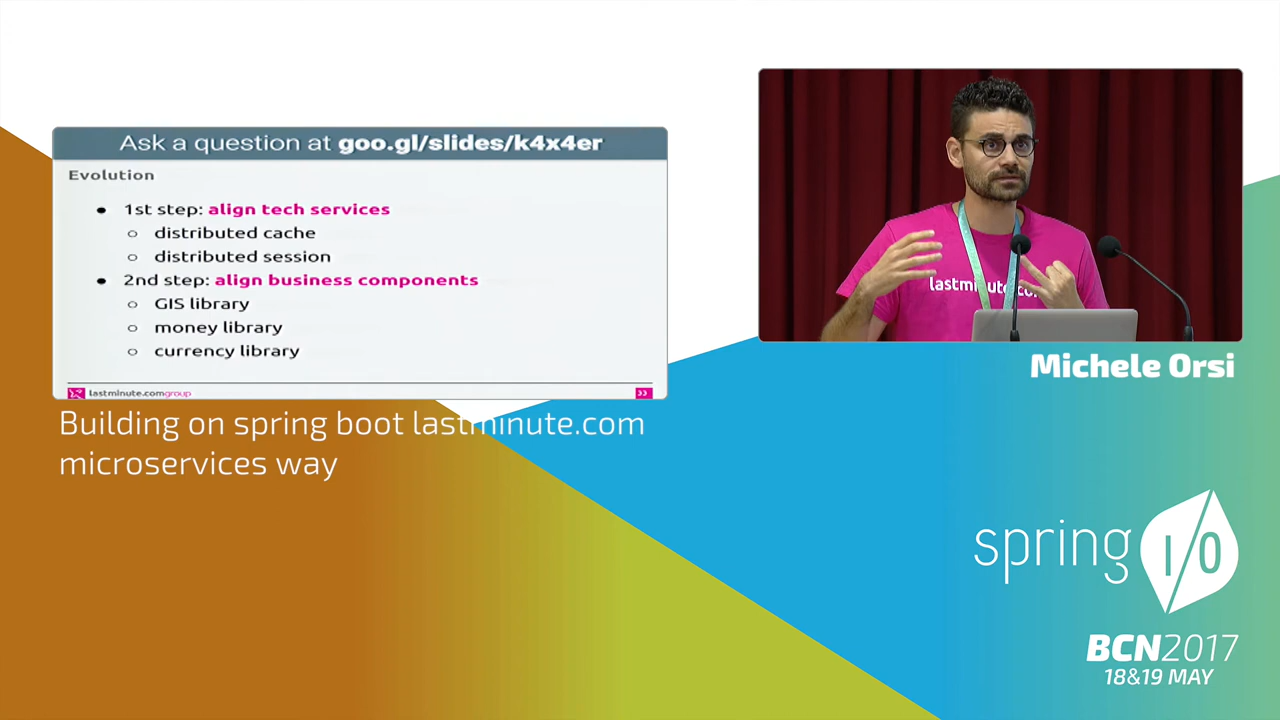 Ask a question at goo.gl/slides/k4x4er
Evolution
1st step: align tech services
distributed cache
distributed session
2nd step: align business components
GIS library
money library
currency library
lastminute.comgroup
Building on spring boot lastminute.com
microservices way
lastminute.co
Michele Orsi
spring I/O
BCN2017
18&19 MAY